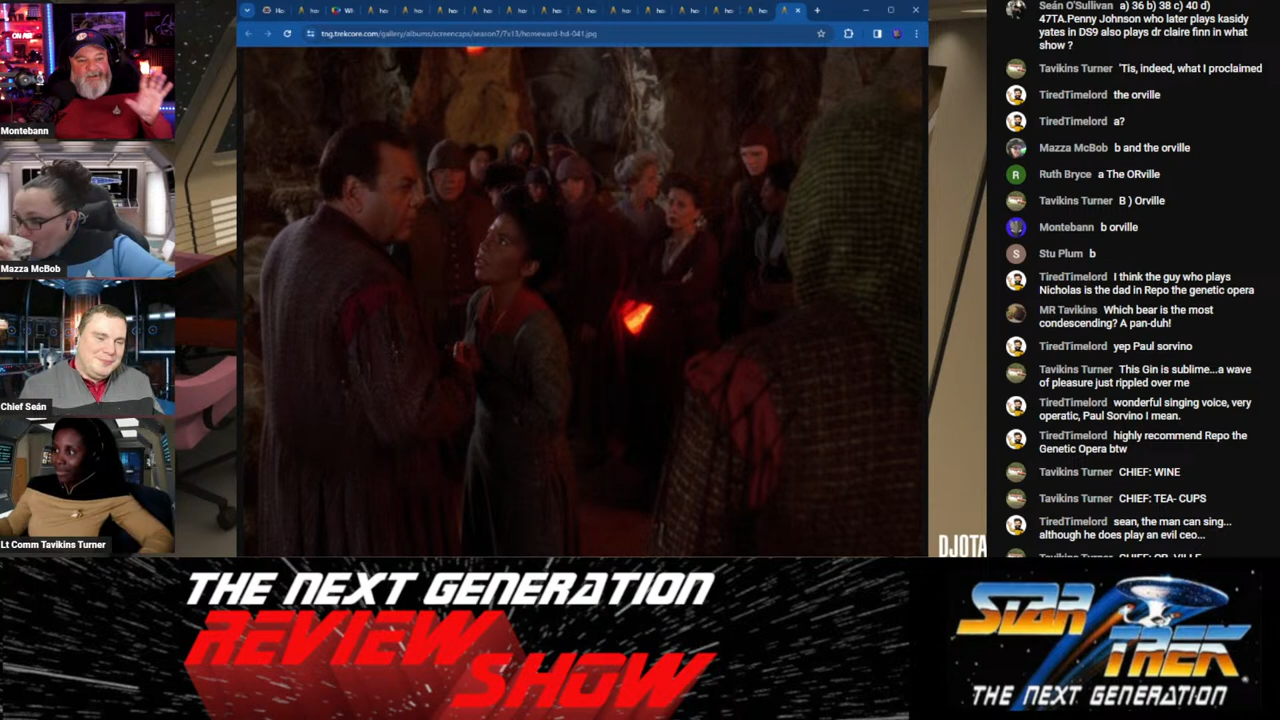 ON AIR
Montebann
Mazza McBob
Chief Seán
Lt Comm Tavikins Turner
tng.trekcore.com/gallery/albums/screencaps/season7/7x13/homeward-hd-041.jpg
DJOTA
Seán O'Sullivan a) 36 b) 38 c) 40 d)
47TA.Penny Johnson who later plays kasidy
yates in DS9 also plays dr claire finn in what
show ?
Tavikins Turner 'Tis, indeed, what I proclaimed
TiredTimelord the orville
TiredTimelord a?
Mazza McBob b and the orville
R Ruth Bryce a The ORville
Tavikins Turner B ) Orville
Montebann b orville
S Stu Plum b
TiredTimelord I think the guy who plays
Nicholas is the dad in Repo the genetic opera
MR Tavikins Which bear is the most
condescending? A pan-duh!
TiredTimelord yep Paul sorvino
Tavikins Turner This Gin is sublime...a wave
of pleasure just rippled over me
TiredTimelord wonderful singing voice, very
operatic, Paul Sorvino I mean.
TiredTimelord highly recommend Repo the
Genetic Opera btw
Tavikins Turner CHIEF: WINE
Tavikins Turner CHIEF: TEA- CUPS
TiredTimelord sean, the man can sing...
although he does play an evil ceo...
THE NEXT GENERATION
REVIEW
SHOW
STAR
TREK
THE NEXT GENERATION